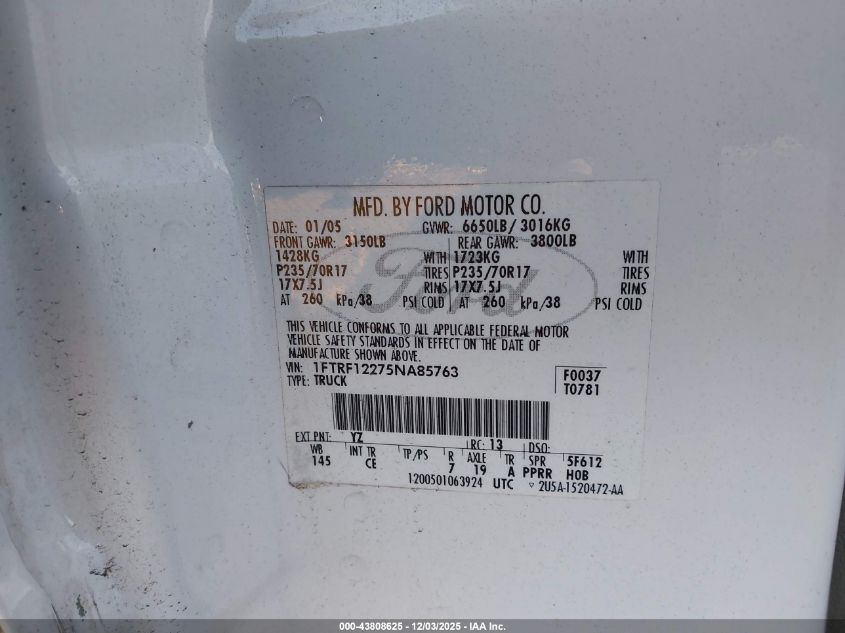 MFD. BY FORD MOTOR CO.
DATE: 01/05 GVWR: 6650LB/ 3016KG
FRONT GAWR: 3150LB REAR GAWR: 3800LB
1428KG WITH 1723KG WITH
P235/70R17 TIRES P235/70R17 TIRES
17X7.5J RIMS 17X7.5J RIMS
AT 260 kPa/38 PSI COLD AT 260 kPa/38 PSI COLD
Ford
THIS VEHICLE CONFORMS TO ALL APPLICABLE FEDERAL MOTOR
VEHICLE SAFETY STANDARDS IN EFFECT ON THE DATE OF
MANUFACTURE SHOWN ABOVE.
VIN: 1FTRF12275NA85763 F0037
TYPE: TRUCK T0781
EXT PNT: YZ RC: 13 DSO:
WB INT TR TP/PS R AXLE TR SPR 5F612
145 CE 7 19 A PPRR HOB
1200501063924 UTC ▽ 2U5A-1520472-AA
000-43808625 - 12/03/2025 - IAA Inc.